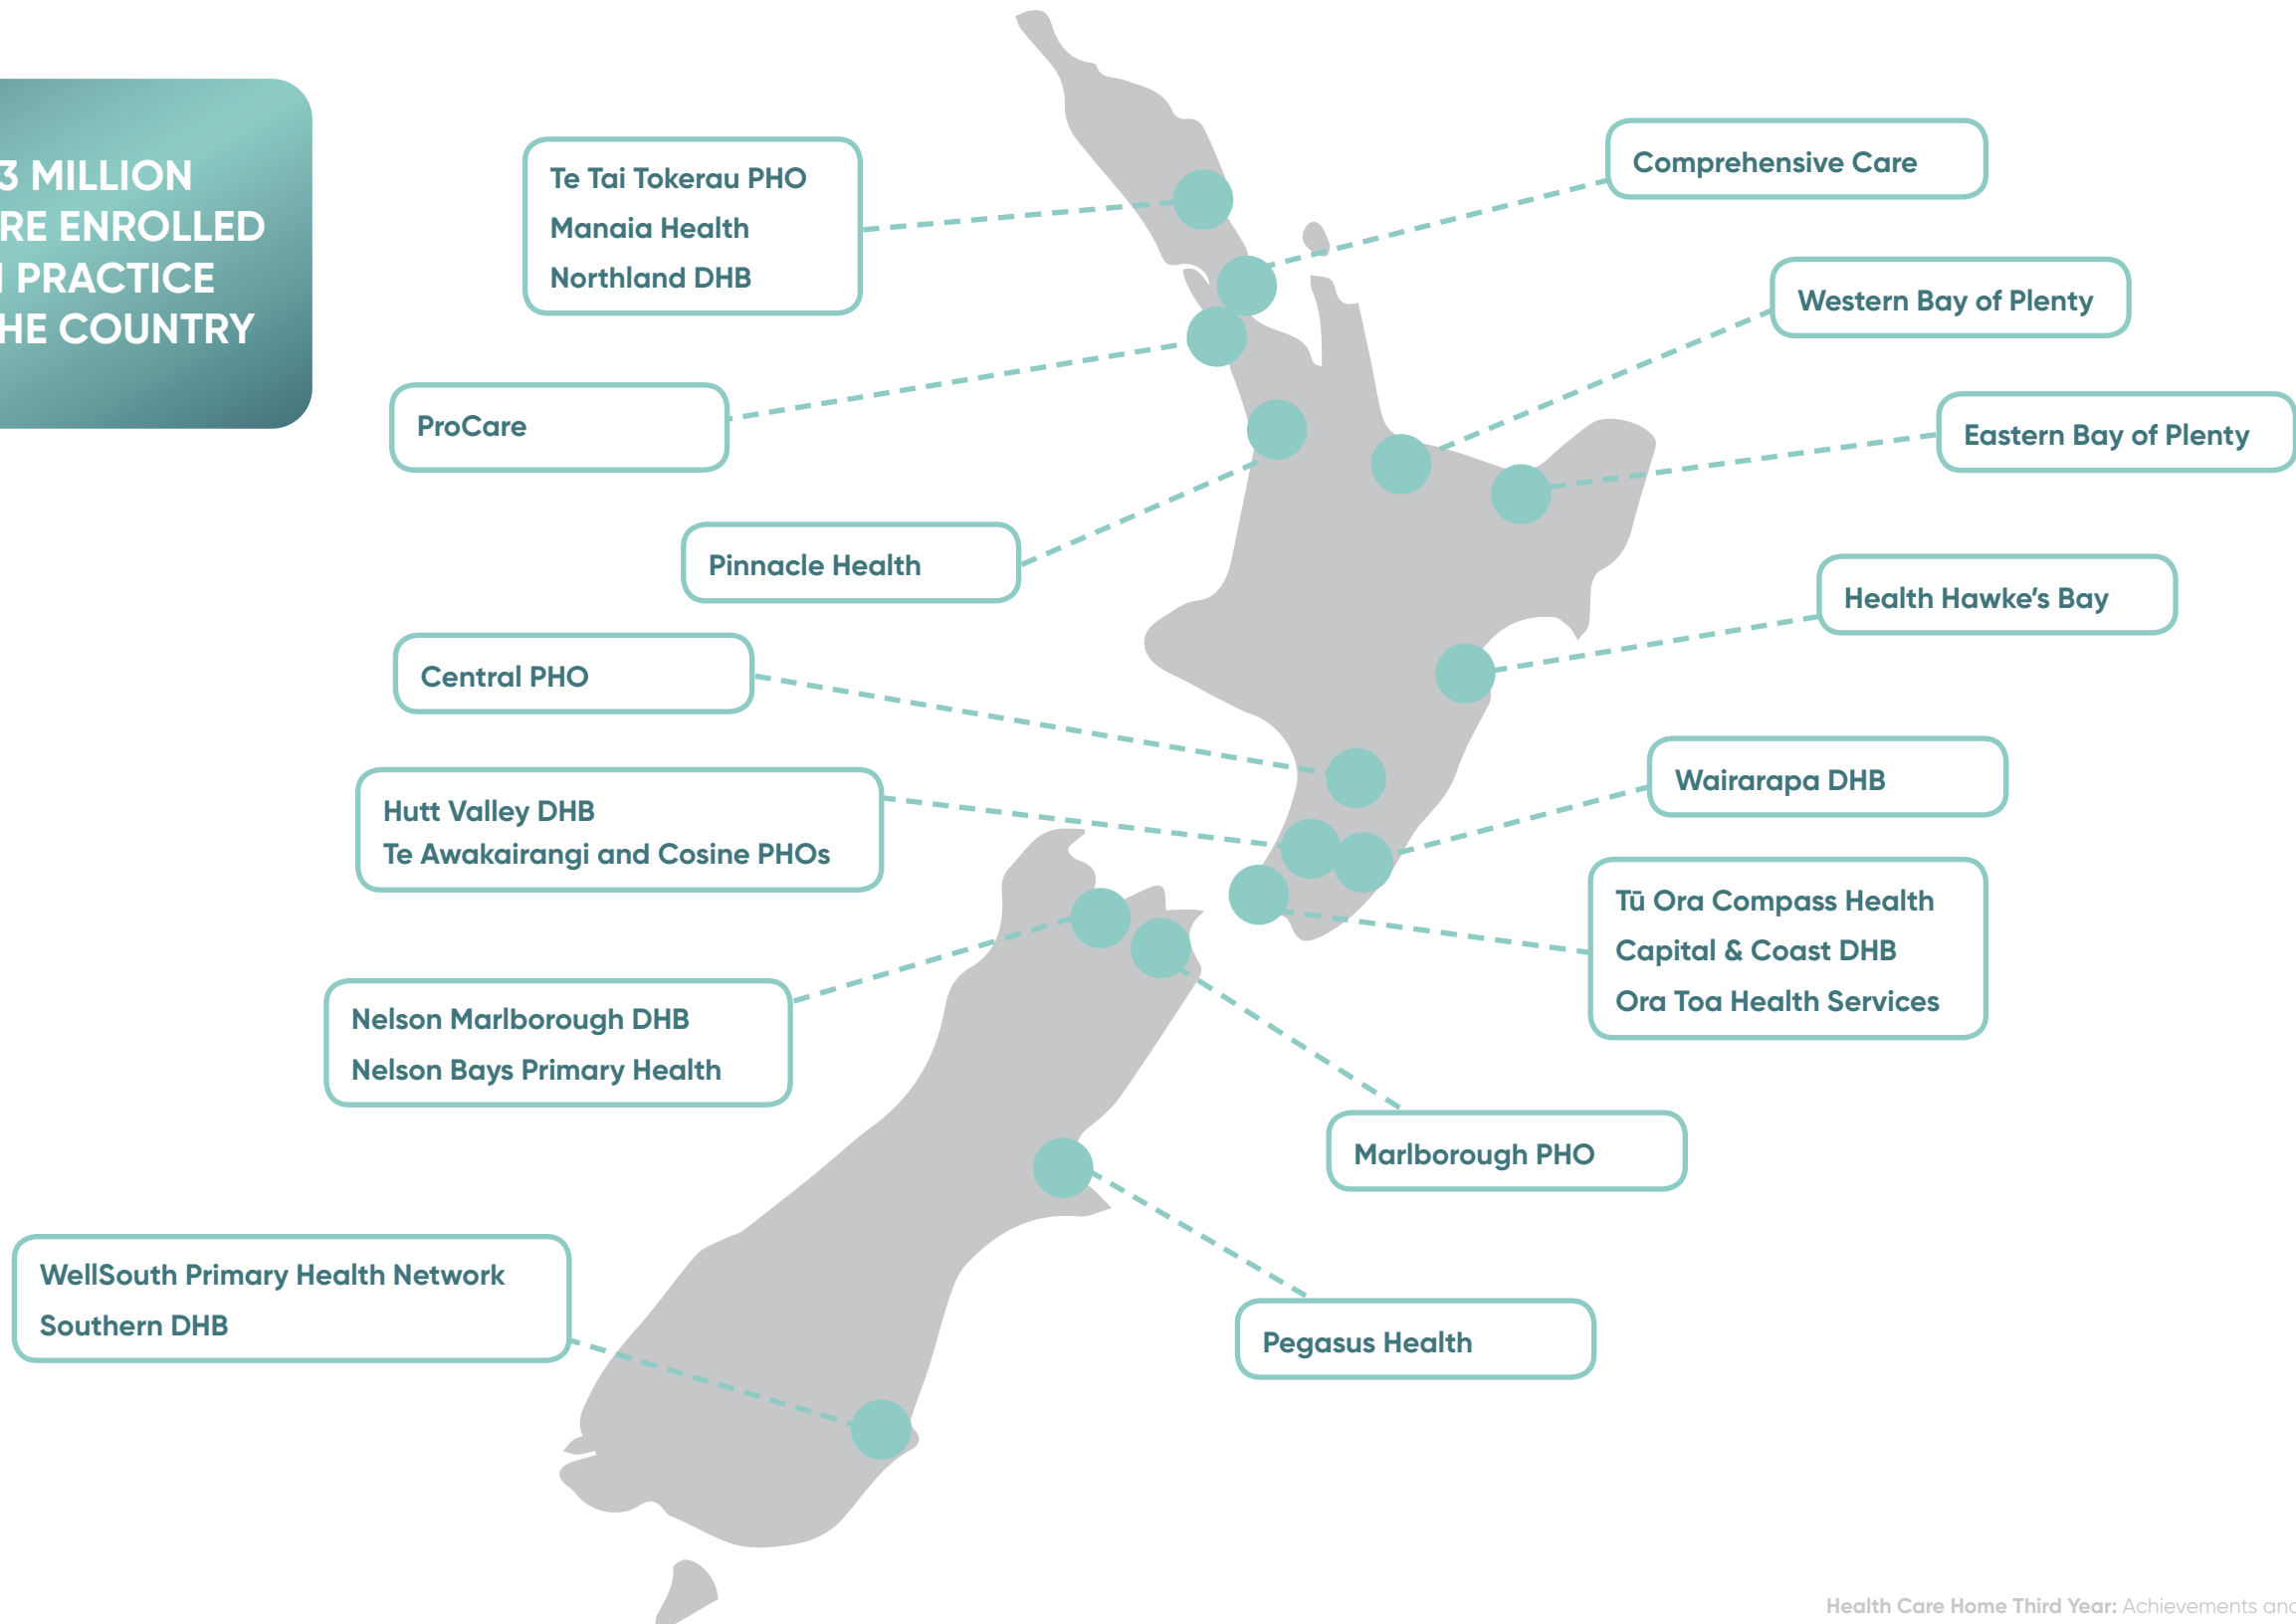 3 MILLION
RE ENROLLED
PRACTICE
HE COUNTRY
Te Tai Tokerau PHO
Manaia Health
Northland DHB
Comprehensive Care
Western Bay of Plenty
ProCare
Eastern Bay of Plenty
Pinnacle Health
Health Hawke’s Bay
Central PHO
Wairarapa DHB
Hutt Valley DHB
Te Awakairangi and Cosine PHOs
Tū Ora Compass Health
Capital & Coast DHB
Ora Toa Health Services
Nelson Marlborough DHB
Nelson Bays Primary Health
Marlborough PHO
WellSouth Primary Health Network
Southern DHB
Pegasus Health
Health Care Home Third Year: Achievements and